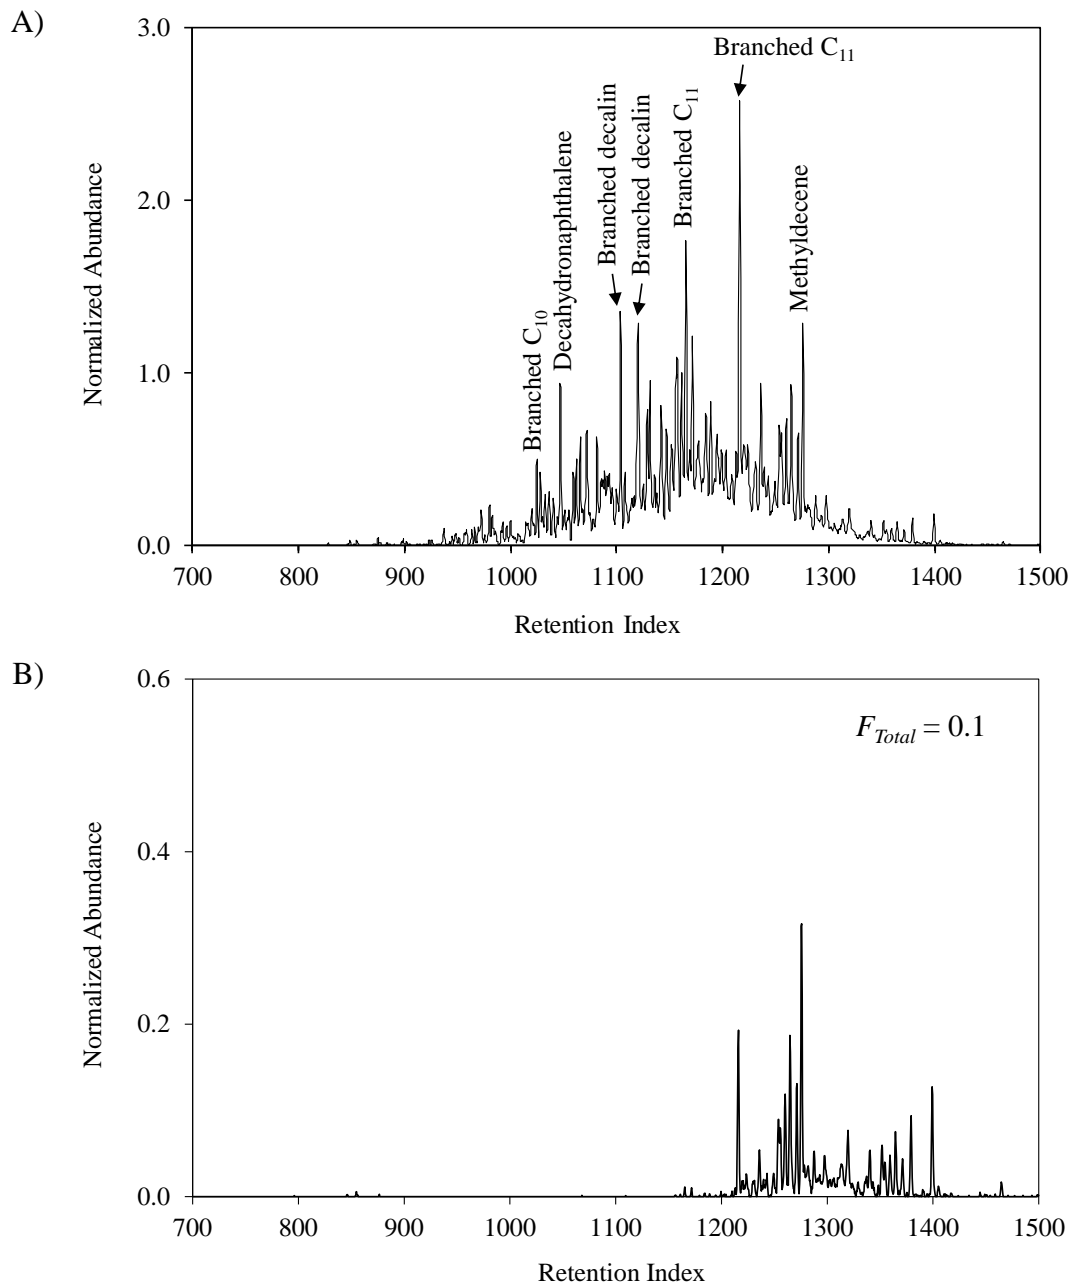 A)
3.0
2.0
1.0
0.0
Normalized Abundance
Branched C10
Decahydronaphthalene
Branched decalin
Branched decalin
Branched C11
Branched C11
Methyldecene
700 800 900 1000 1100 1200 1300 1400 1500
Retention Index
B)
0.6
0.4
0.2
0.0
Normalized Abundance
FTotal = 0.1
700 800 900 1000 1100 1200 1300 1400 1500
Retention Index